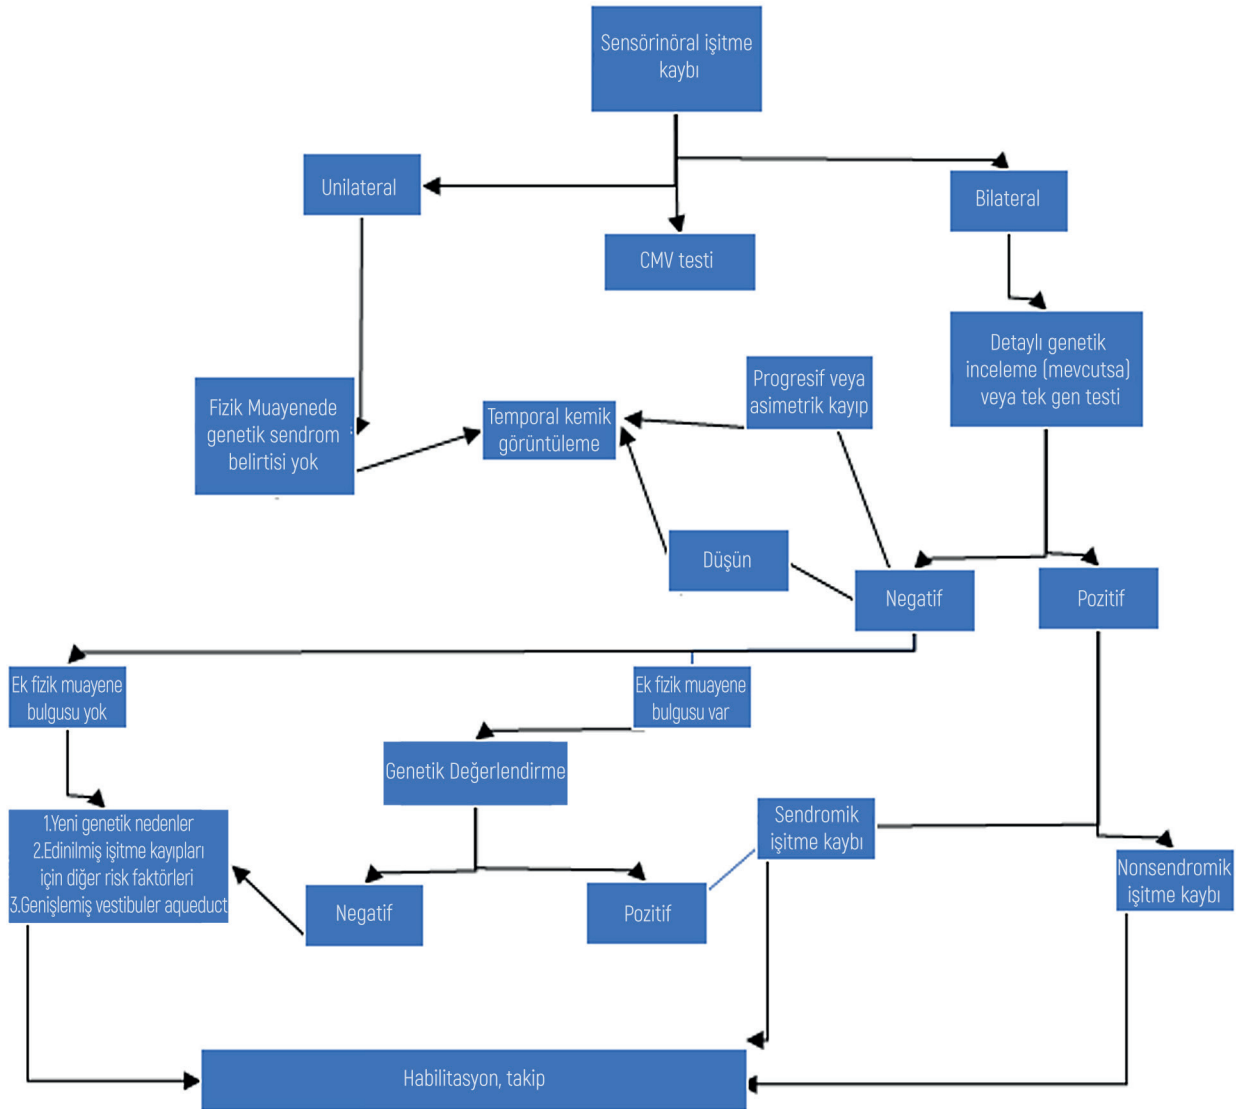 Sensörinöral işitme
kaybı
Unilateral
Bilateral
CMV testi
Detaylı genetik
inceleme (mevcutsa)
veya tek gen testi
Progresif veya
asimetrik kayıp
Fizik Muayenede
genetik sendrom
belirtisi yok
Temporal kemik
görüntüleme
Düşün
Negatif
Pozitif
Ek fizik muayene
bulgusu yok
Ek fizik muayene
bulgusu var
Genetik Değerlendirme
1.Yeni genetik nedenler
2.Edinilmiş işitme kayıpları
için diğer risk faktörleri
3.Genişlemiş vestibuler aqueduct
Sendromik
işitme kaybı
Nonsendromik
işitme kaybı
Negatif
Pozitif
Habilitasyon, takip